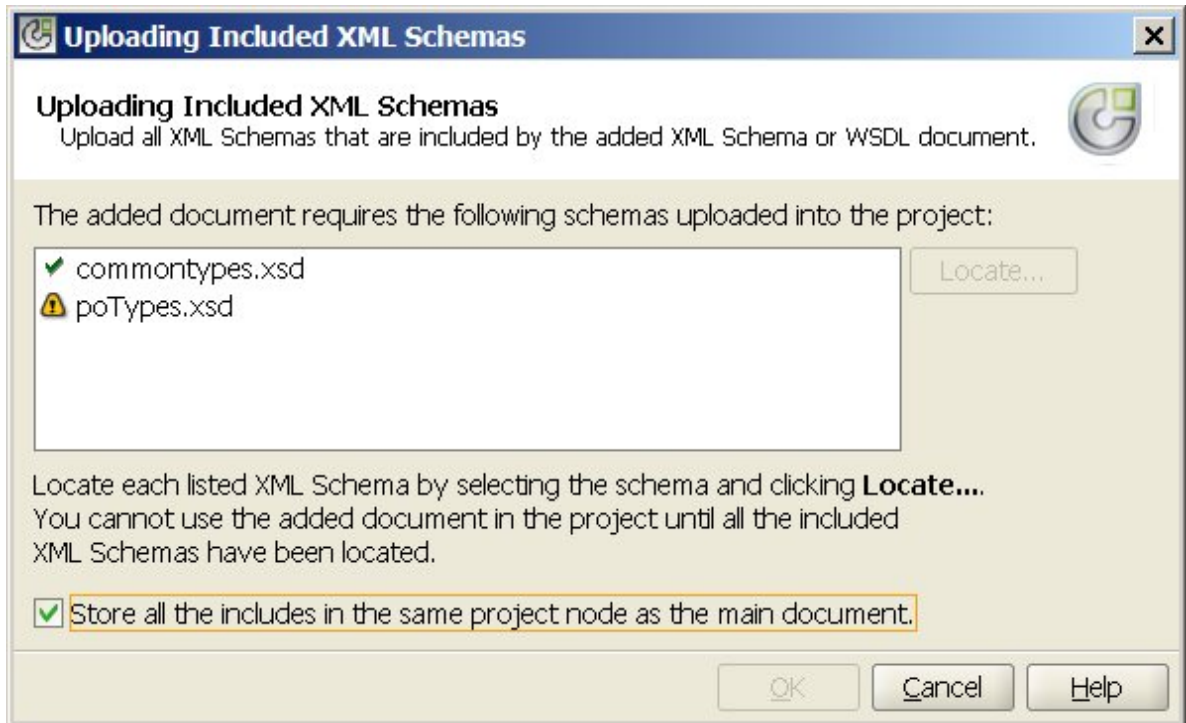 Uploading Included XML Schemas
Uploading Included XML Schemas
Upload all XML Schemas that are included by the added XML Schema or WSDL document.
The added document requires the following schemas uploaded into the project:
commontypes.xsd
Locate...
poTypes.xsd
Locate each listed XML Schema by selecting the schema and clicking Locate....
You cannot use the added document in the project until all the included
XML Schemas have been located.
Store all the includes in the same project node as the main document.
OK Cancel Help